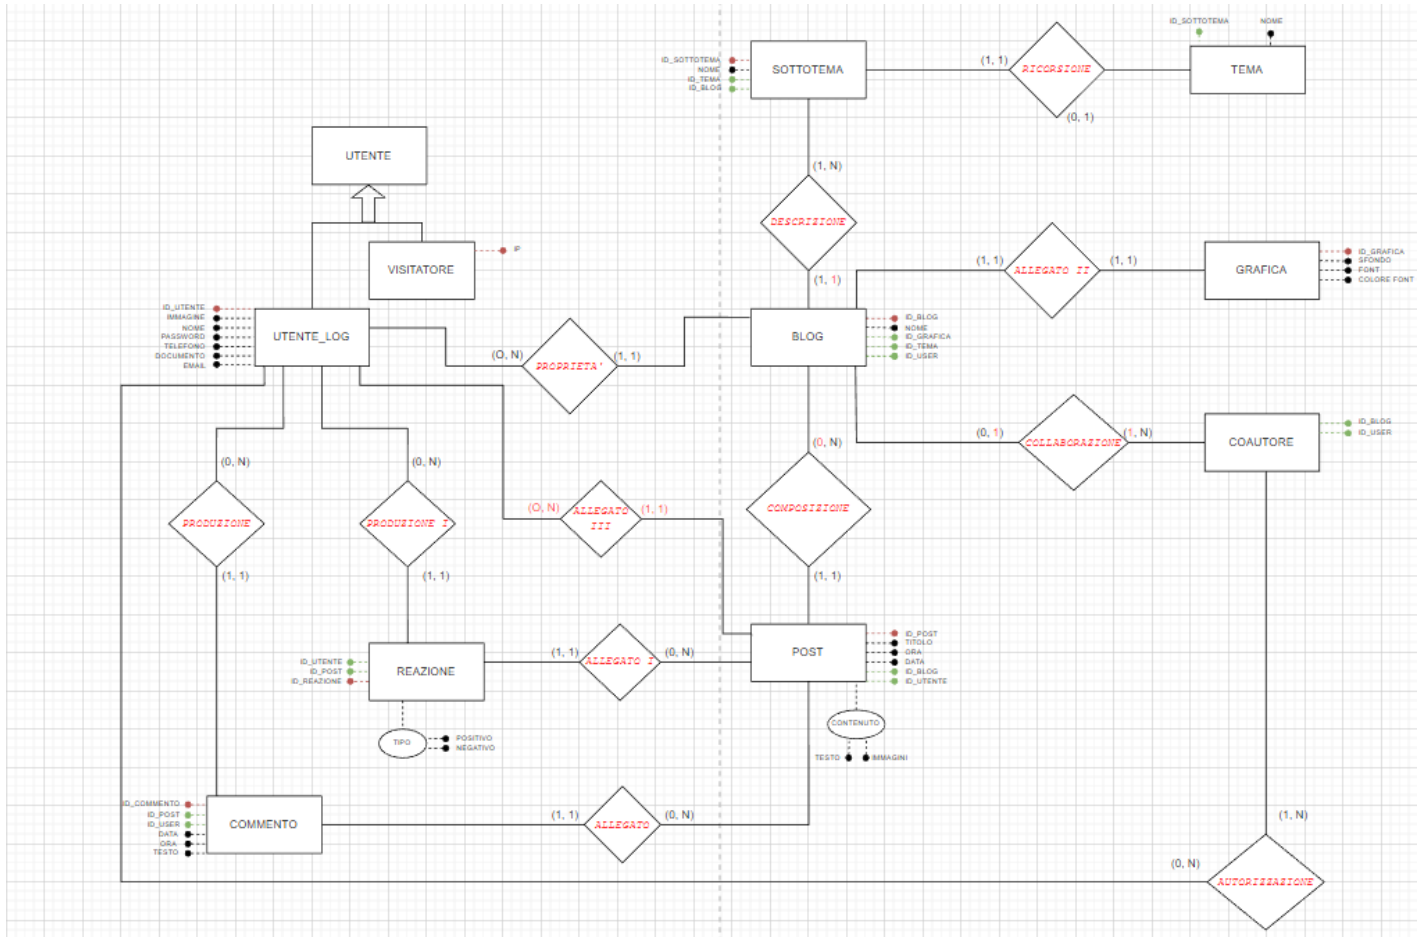 ID_SOTTOTEMA
NOME
ID_SOTTOTEMA
NOME
ID_TEMA
ID_BLOG
SOTTOTEMA
(1, 1)
RICORSIONE
(0, 1)
TEMA
UTENTE
(1, N)
DESCRIZIONE
(1, 1)
VISITATORE
IP
(1, 1)
ALLEGATO II
(1, 1)
GRAFICA
ID_GRAFICA
SFONDO
FONT
COLORE FONT
ID_UTENTE
IMMAGINE
NOME
PASSWORD
TELEFONO
DOCUMENTO
EMAIL
UTENTE_LOG
(O, N)
PROPRIETA'
(1, 1)
BLOG
ID_BLOG
NOME
ID_GRAFICA
ID_TEMA
ID_USER
(0, 1)
COLLABORAZIONE
(1, N)
COAUTORE
ID_BLOG
ID_USER
(0, N)
(0, N)
(0, N)
PRODUZIONE
PRODUZIONE I
(O, N)
ALLEGATO
III
(1, 1)
COMPOSIZIONE
(1, 1)
(1, 1)
(1, 1)
ID_UTENTE
ID_POST
ID_REAZIONE
REAZIONE
(1, 1)
ALLEGATO I
(0, N)
POST
ID_POST
TITOLO
ORA
DATA
ID_BLOG
ID_UTENTE
TIPO
POSITIVO
NEGATIVO
CONTENUTO
TESTO
IMMAGINI
ID_COMMENTO
ID_POST
ID_USER
DATA
ORA
TESTO
COMMENTO
(1, 1)
ALLEGATO
(0, N)
(1, N)
(0, N)
AUTORIZZAZIONE